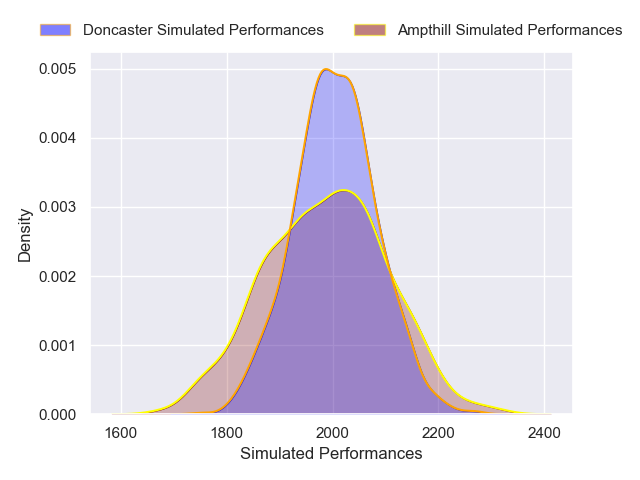 Doncaster Simulated Performances
Ampthill Simulated Performances
0.005
0.004
0.003
0.002
0.001
0.000
Density
1600 1800 2000 2200 2400
Simulated Performances